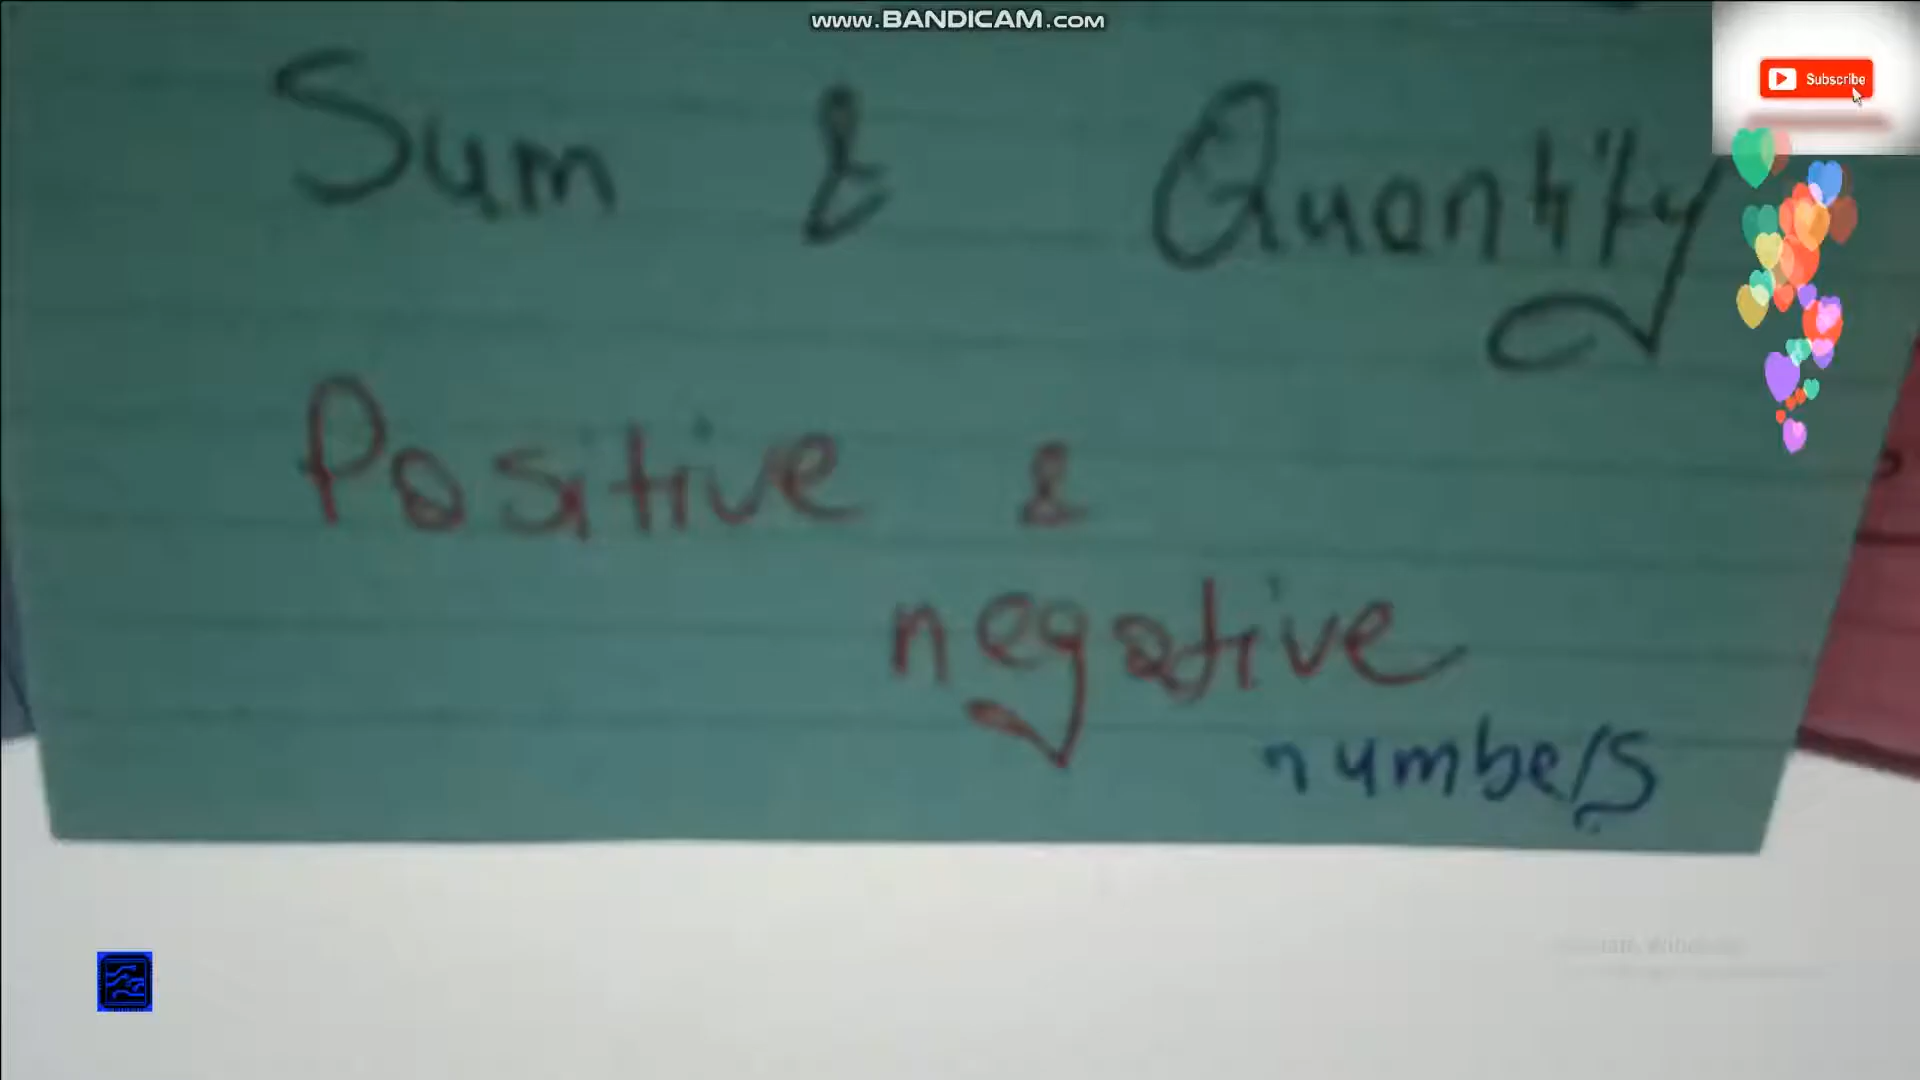 www.BANDICAM.com
Subscribe
Sum & Quantity
Positive &
negative
numbers